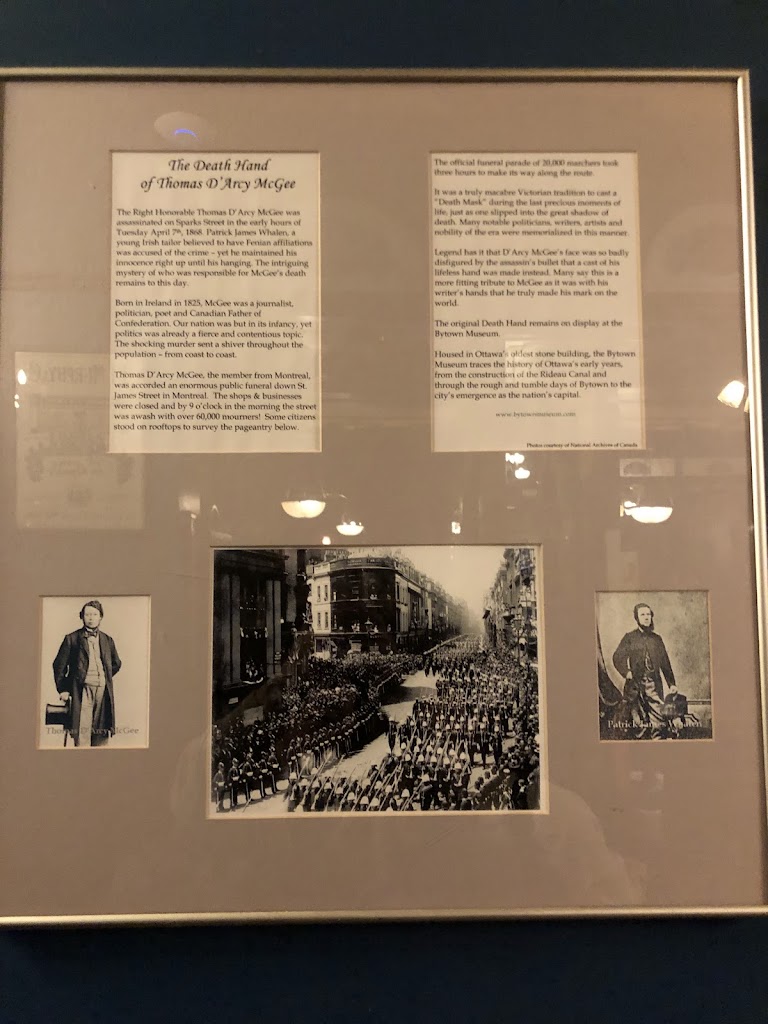 The Death Hand
of Thomas D'Arcy McGee
The Right Honorable Thomas D'Arcy McGee was
assassinated on Sparks Street in the early hours of
Tuesday April 7th, 1868. Patrick James Whalen, a
young Irish tailor believed to have Fenian affiliations
was accused of the crime – yet he maintained his
innocence right up until his hanging. The intriguing
mystery of who was responsible for McGee's death
remains to this day.
Born in Ireland in 1825, McGee was a journalist,
politician, poet and Canadian Father of
Confederation. Our nation was but in its infancy, yet
politics was already a fierce and contentious topic.
The shocking murder sent a shiver throughout the
population – from coast to coast.
Thomas D'Arcy McGee, the member from Montreal,
was accorded an enormous public funeral down St.
James Street in Montreal. The shops & businesses
were closed and by 9 o'clock in the morning the street
was awash with over 60,000 mourners! Some citizens
stood on rooftops to survey the pageantry below.
The official funeral parade of 20,000 marchers took
three hours to make its way along the route.
It was a truly macabre Victorian tradition to cast a
"Death Mask" during the last precious moments of
life, just as one slipped into the great shadow of
death. Many notable politicians, writers, artists and
nobility of the era were memorialized in this manner.
Legend has it that D'Arcy McGee's face was so badly
disfigured by the assassin's bullet that a cast of his
lifeless hand was made instead. Many say this is a
more fitting tribute to McGee as it was with his
writer's hands that he truly made his mark on the
world.
The original Death Hand remains on display at the
Bytown Museum.
Housed in Ottawa's oldest stone building, the Bytown
Museum traces the history of Ottawa's early years,
from the construction of the Rideau Canal and
through the rough and tumble days of Bytown to the
city's emergence as the nation's capital.
www.bytownmuseum.com
Photos courtesy of National Archives of Canada
Thomas D'Arcy McGee
Patrick James Whalen